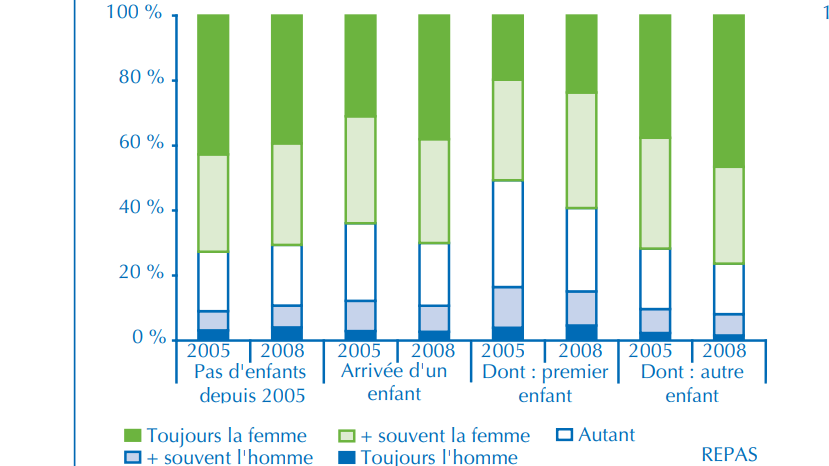 100 %
1
80 %
60 %
40 %
20 %
0 %
2005 2008 2005 2008 2005 2008 2005 2008
Pas d'enfants Arrivée d'un Dont : premier Dont : autre
depuis 2005 enfant enfant enfant
Toujours la femme + souvent la femme Autant
+ souvent l'homme Toujours l'homme
REPAS